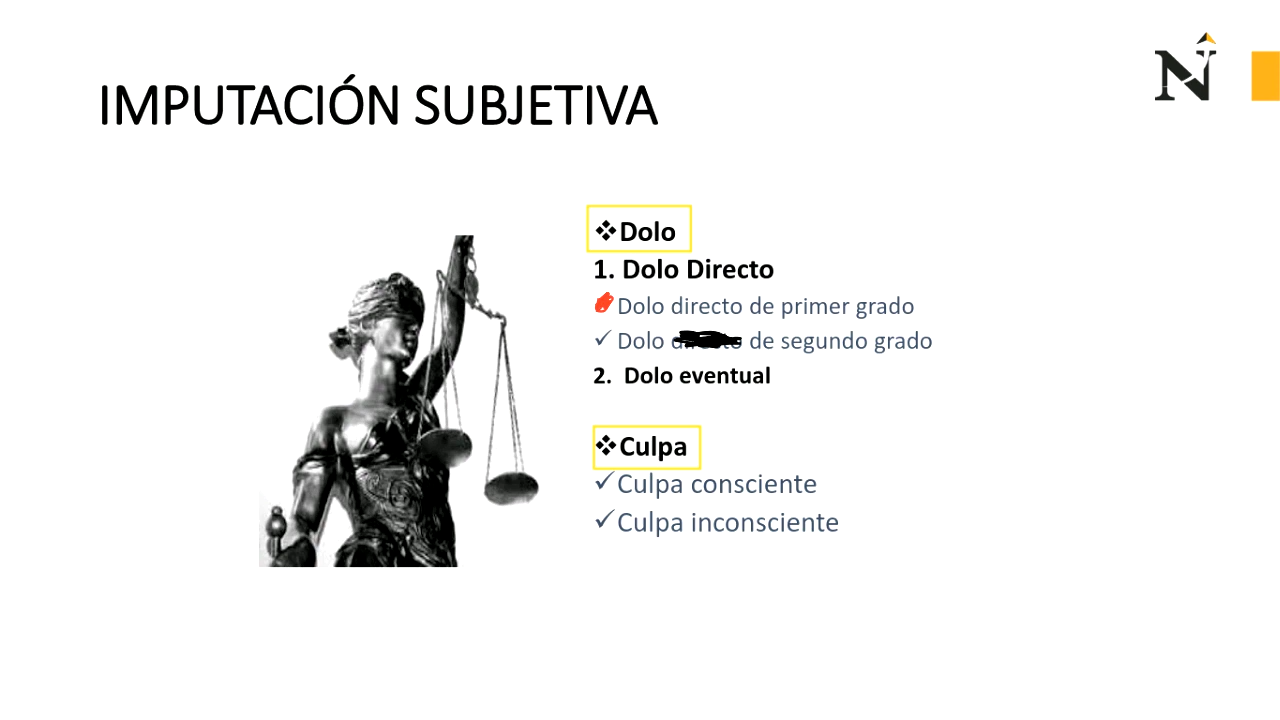 IMPUTACIÓN SUBJETIVA
N
❖Dolo
1. Dolo Directo
Dolo directo de primer grado
✓ Dolo de segundo grado
2. Dolo eventual
❖Culpa
✓Culpa consciente
✓Culpa inconsciente